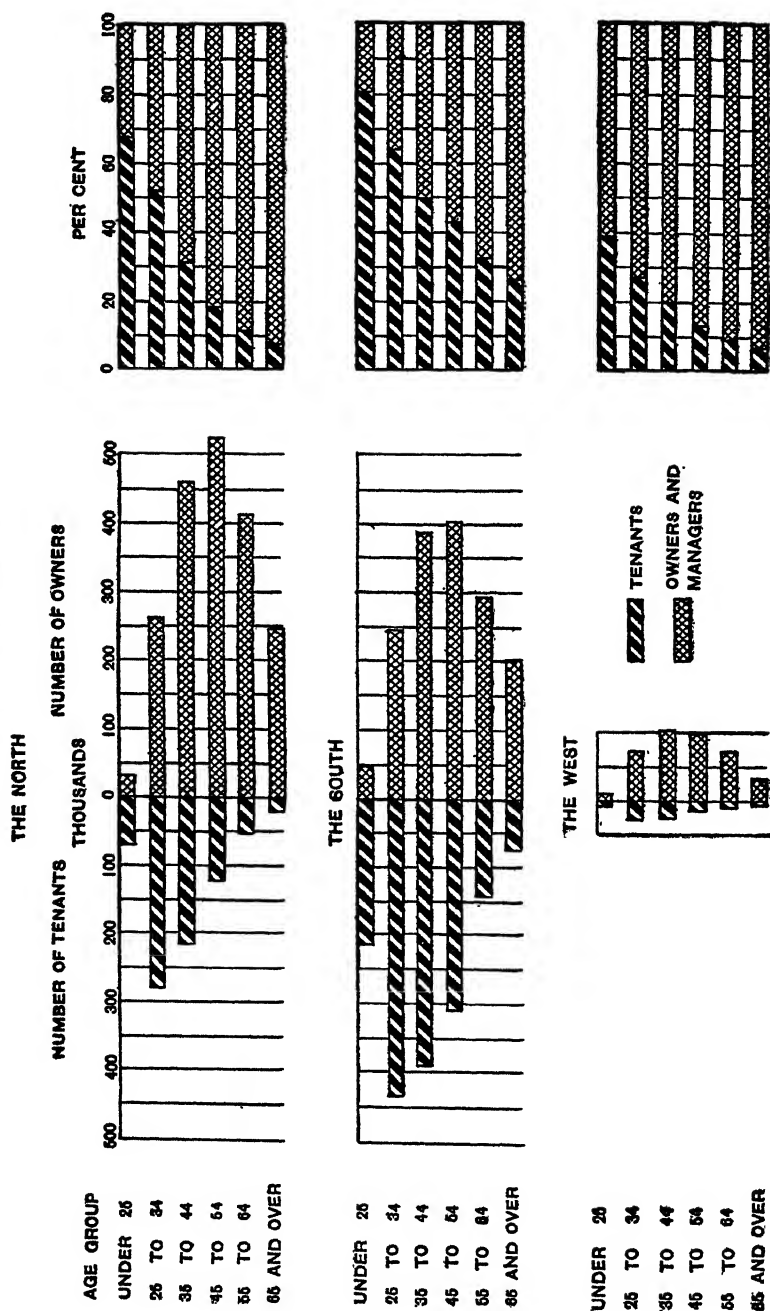 THE NORTH
AGE GROUP
NUMBER OF TENANTS
THOUSANDS
NUMBER OF OWNERS
PER CENT
500 400 300 200 100 0 100 200 300 400 500
0 20 40 60 80 100
UNDER 25
25 TO 34
35 TO 44
45 TO 54
55 TO 64
65 AND OVER
THE SOUTH
UNDER 25
25 TO 34
35 TO 44
45 TO 54
55 TO 64
65 AND OVER
THE WEST
UNDER 25
25 TO 34
35 TO 44
45 TO 54
55 TO 64
65 AND OVER
TENANTS
OWNERS AND
MANAGERS